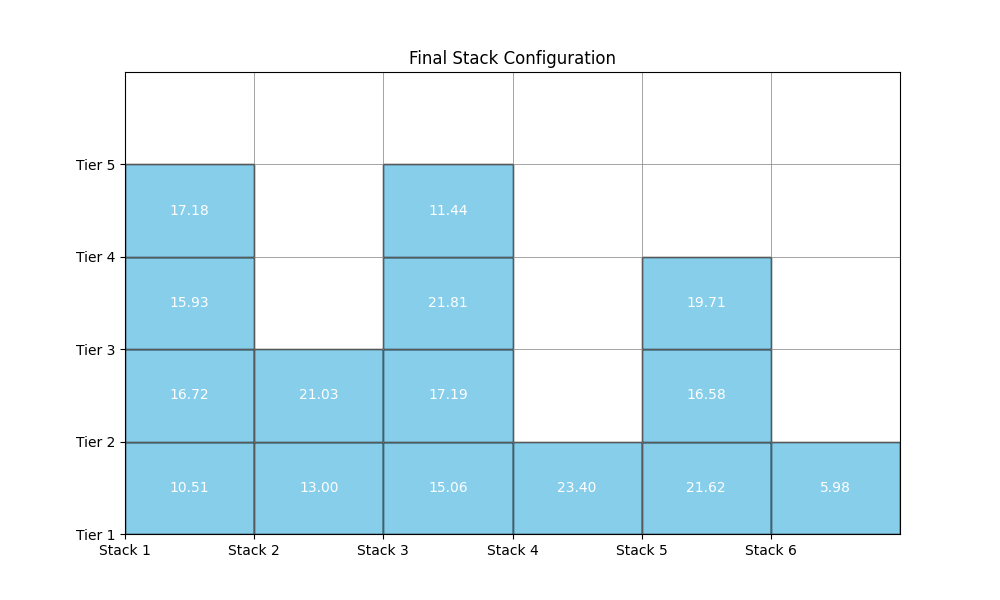 Final Stack Configuration
Tier 5
17.18 11.44
Tier 4
15.93 21.81 19.71
Tier 3
16.72 21.03 17.19 16.58
Tier 2
10.51 13.00 15.06 23.40 21.62 5.98
Tier 1
Stack 1 Stack 2 Stack 3 Stack 4 Stack 5 Stack 6